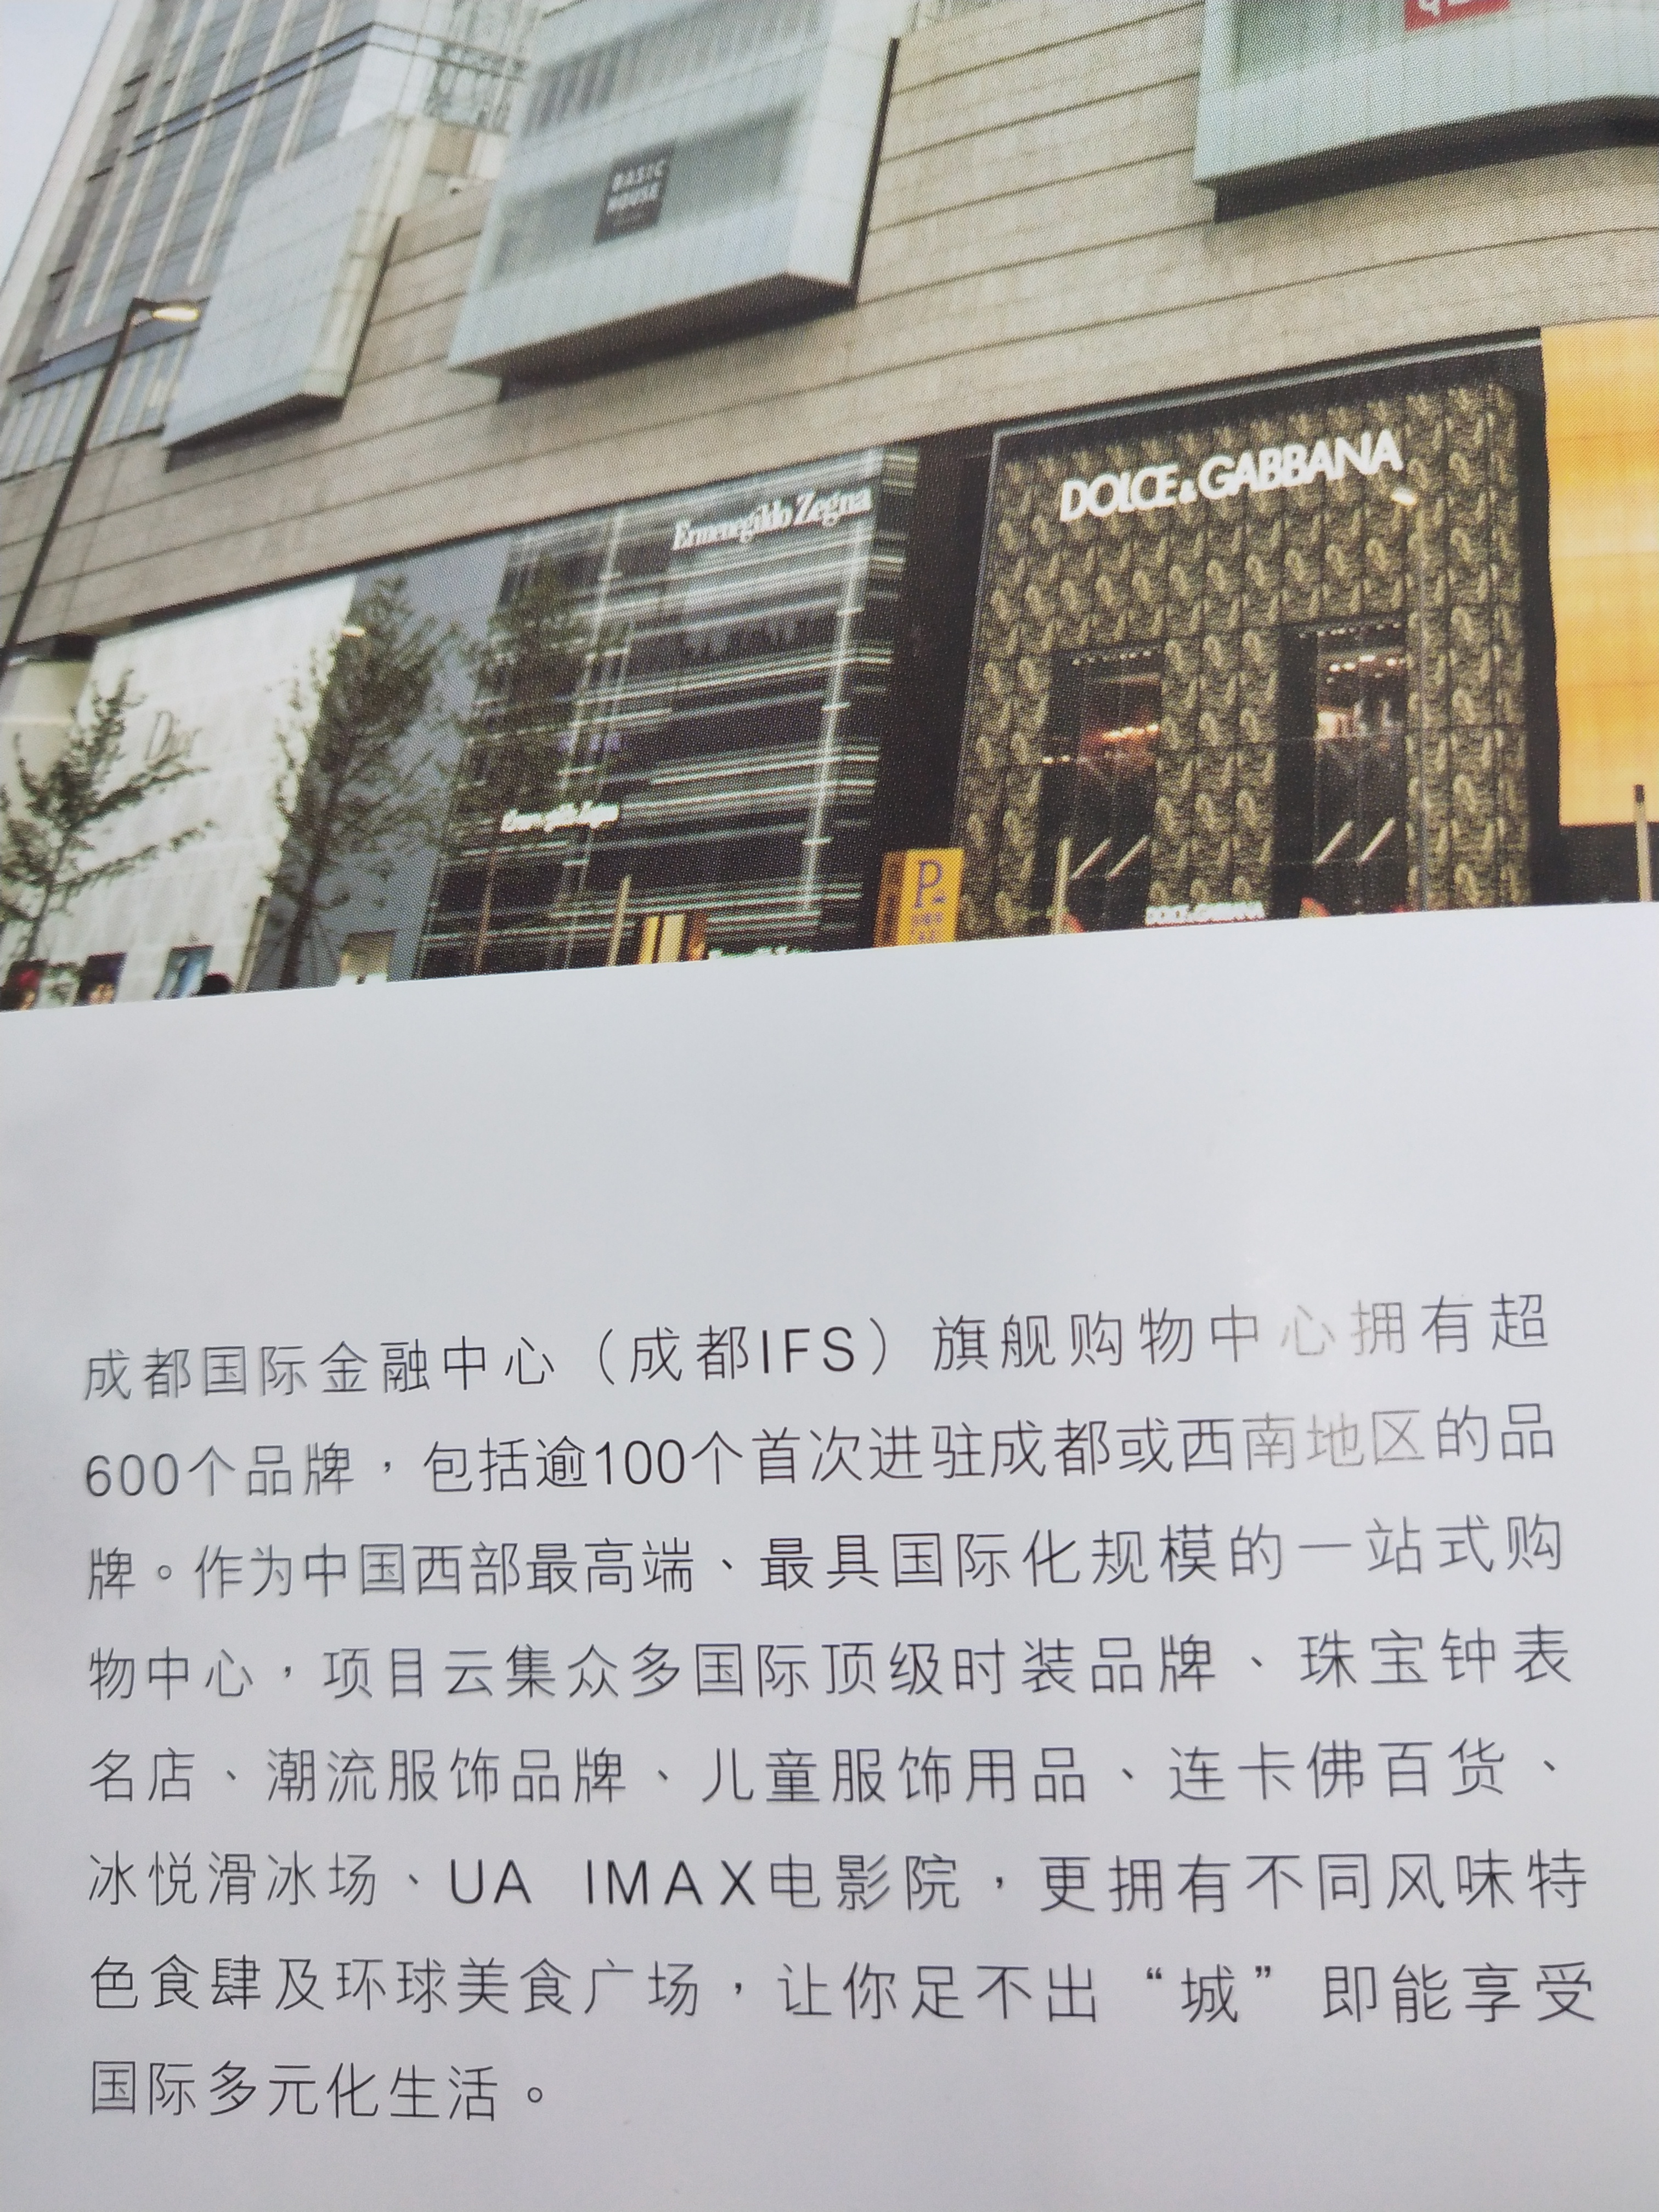 BASIC
HOUSE
Ermenegildo Zegna
DOLCE&GABBANA
Dior
Ermenegildo Zegna
P
DOLCE&GABBANA
成都国际金融中心（成都IFS）旗舰购物中心拥有超
600个品牌，包括逾100个首次进驻成都或西南地区的品
牌。作为中国西部最高端、最具国际化规模的一站式购
物中心，项目云集众多国际顶级时装品牌、珠宝钟表
名店、潮流服饰品牌、儿童服饰用品、连卡佛百货、
冰悦滑冰场、UA IMAX电影院，更拥有不同风味特
色食肆及环球美食广场，让你足不出“城”即能享受
国际多元化生活。